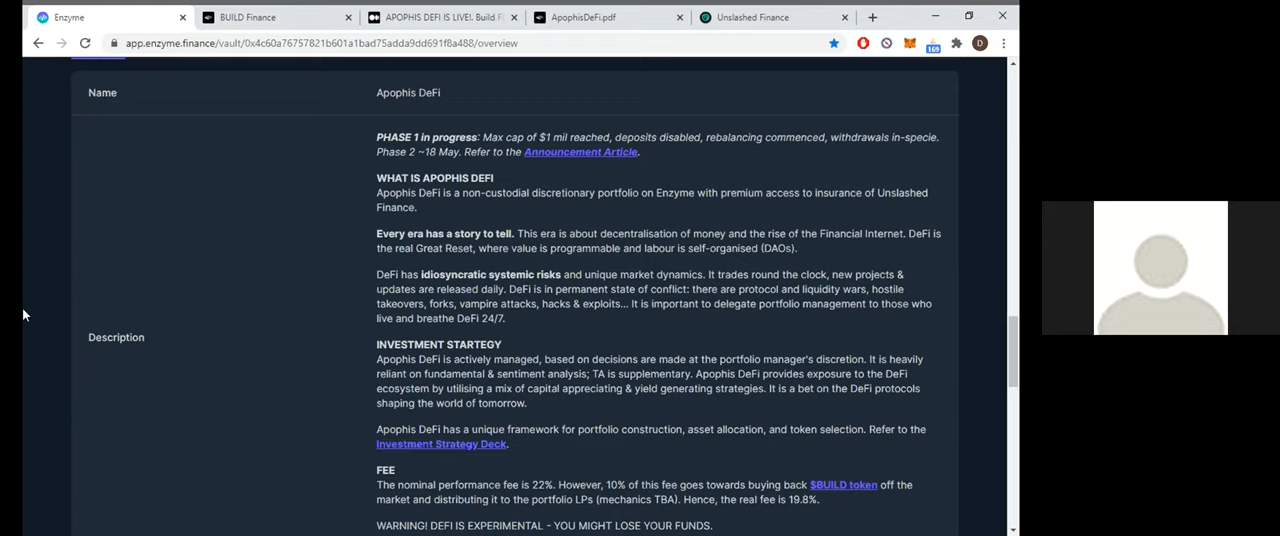 Enzyme
BUILD Finance
APOPHIS DEFI IS LIVE!. Build F
ApophisDeFi.pdf
Unslashed Finance
app.enzyme.finance/vault/0x4c60a76757821b601a1bad75adda9dd691f8a488/overview
169
D
Name
Apophis DeFi
PHASE 1 in progress: Max cap of $1 mil reached, deposits disabled, rebalancing commenced, withdrawals in-specie.
Phase 2 ~18 May. Refer to the Announcement Article.
WHAT IS APOPHIS DEFI
Apophis DeFi is a non-custodial discretionary portfolio on Enzyme with premium access to insurance of Unslashed
Finance.
Every era has a story to tell. This era is about decentralisation of money and the rise of the Financial Internet. DeFi is
the real Great Reset, where value is programmable and labour is self-organised (DAOs).
DeFi has idiosyncratic systemic risks and unique market dynamics. It trades round the clock, new projects &
updates are released daily. DeFi is in permanent state of conflict: there are protocol and liquidity wars, hostile
takeovers, forks, vampire attacks, hacks & exploits... It is important to delegate portfolio management to those who
live and breathe DeFi 24/7.
Description
INVESTMENT STARTEGY
Apophis DeFi is actively managed, based on decisions are made at the portfolio manager's discretion. It is heavily
reliant on fundamental & sentiment analysis; TA is supplementary. Apophis DeFi provides exposure to the DeFi
ecosystem by utilising a mix of capital appreciating & yield generating strategies. It is a bet on the DeFi protocols
shaping the world of tomorrow.
Apophis DeFi has a unique framework for portfolio construction, asset allocation, and token selection. Refer to the
Investment Strategy Deck.
FEE
The nominal performance fee is 22%. However, 10% of this fee goes towards buying back $BUILD token off the
market and distributing it to the portfolio LPs (mechanics TBA). Hence, the real fee is 19.8%.
WARNING! DEFI IS EXPERIMENTAL - YOU MIGHT LOSE YOUR FUNDS.